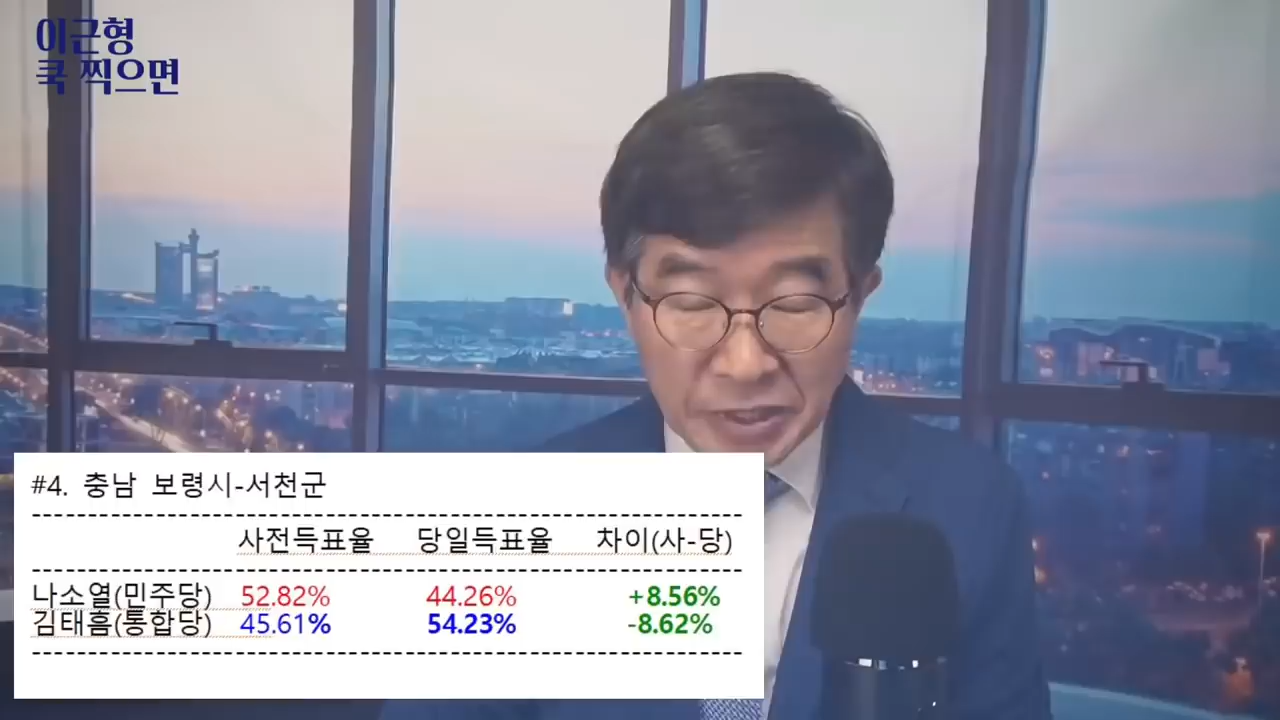 이근형
쿡 찍으면
#4. 충남 보령시-서천군
사전득표율 당일득표율 차이(사-당)
나소열(민주당) 52.82% 44.26% +8.56%
김태흠(통합당) 45.61% 54.23% -8.62%